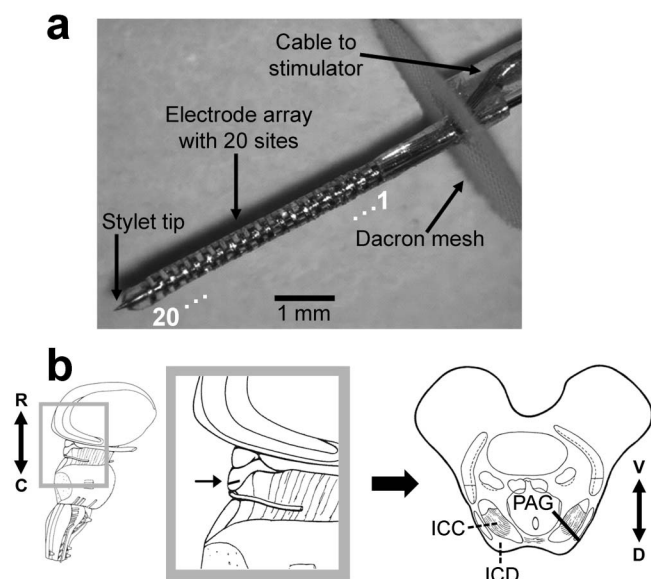 a
Cable to
stimulator
Electrode array
with 20 sites
Stylet tip
...1
Dacron mesh
20 ...
1 mm
b
R
C
V
D
PAG
ICC
ICD